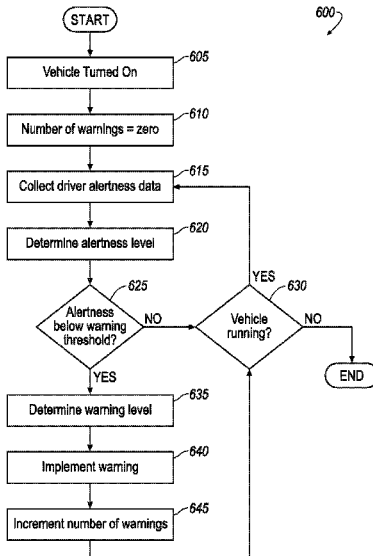 START
600
605
Vehicle Turned On
610
Number of warnings = zero
615
Collect driver alertness data
620
Determine alertness level
625
Alertness
below warning
threshold?
NO
YES
YES
630
Vehicle
running?
NO
END
635
Determine warning level
640
Implement warning
645
Increment number of warnings